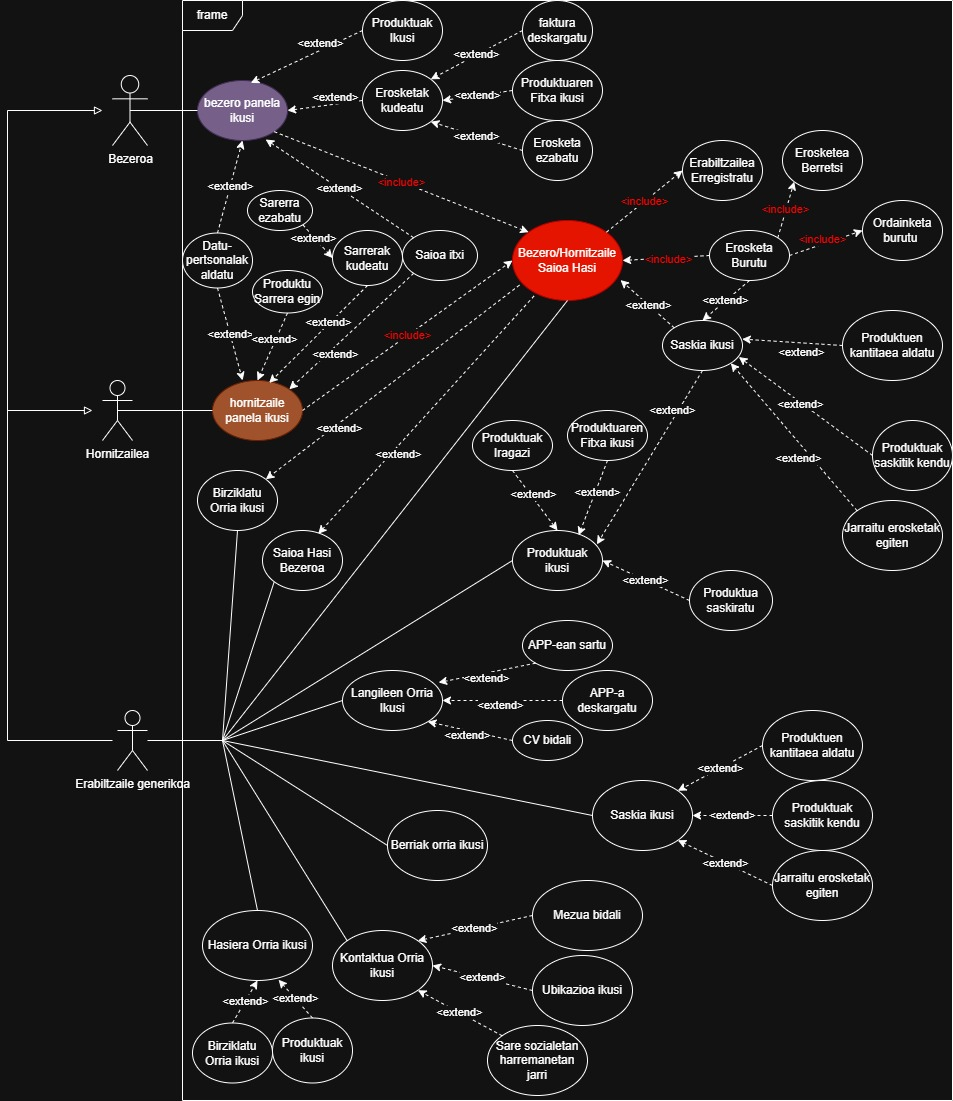 frame
Produktuak
Ikusi
faktura
deskargatu
<extend>
<extend>
bezero panela
ikusi
Erosketak
kudeatu
Produktuaren
Fitxa ikusi
<extend>
<extend>
<extend>
Erosketa
ezabatu
Bezeroa
<include>
<extend>
<extend>
Sarerra
ezabatu
<extend>
Erabiltzailea
Erregistratu
Erosketea
Berretsi
<include>
<include>
Ordainketa
burutu
<include>
Datu-
pertsonalak
aldatu
Sarrerak
kudeatu
Saioa itxi
Bezero/Hornitzaile
Saioa Hasi
<include>
Erosketa
Burutu
Produktu
Sarrera egin
<extend>
<extend>
<extend>
<extend>
<extend>
<extend>
<include>
<extend>
Saskia ikusi
<extend>
Produktuen
kantitaea aldatu
hornitzaile
panela ikusi
<extend>
<extend>
<extend>
Hornitzailea
Produktuak
Iragazi
Produktuaren
Fitxa ikusi
<extend>
Produktuak
saskitik kendu
<extend>
<extend>
<extend>
<extend>
Birziklatu
Orria ikusi
Jarraitu erosketak
egiten
Saioa Hasi
Bezeroa
Produktuak
ikusi
<extend>
Produktua
saskiratu
APP-ean sartu
<extend>
Langileen Orria
Ikusi
<extend>
APP-a
deskargatu
<extend>
CV bidali
Erabiltzaile generikoa
Produktuen
kantitaea aldatu
<extend>
Saskia ikusi
<extend>
Produktuak
saskitik kendu
Berriak orria ikusi
<extend>
Jarraitu erosketak
egiten
Hasiera Orria ikusi
Kontaktua Orria
ikusi
<extend>
Mezua bidali
<extend>
Ubikazioa ikusi
<extend>
<extend>
<extend>
Birziklatu
Orria ikusi
Produktuak
ikusi
Sare sozialetan
harremanetan
jarri